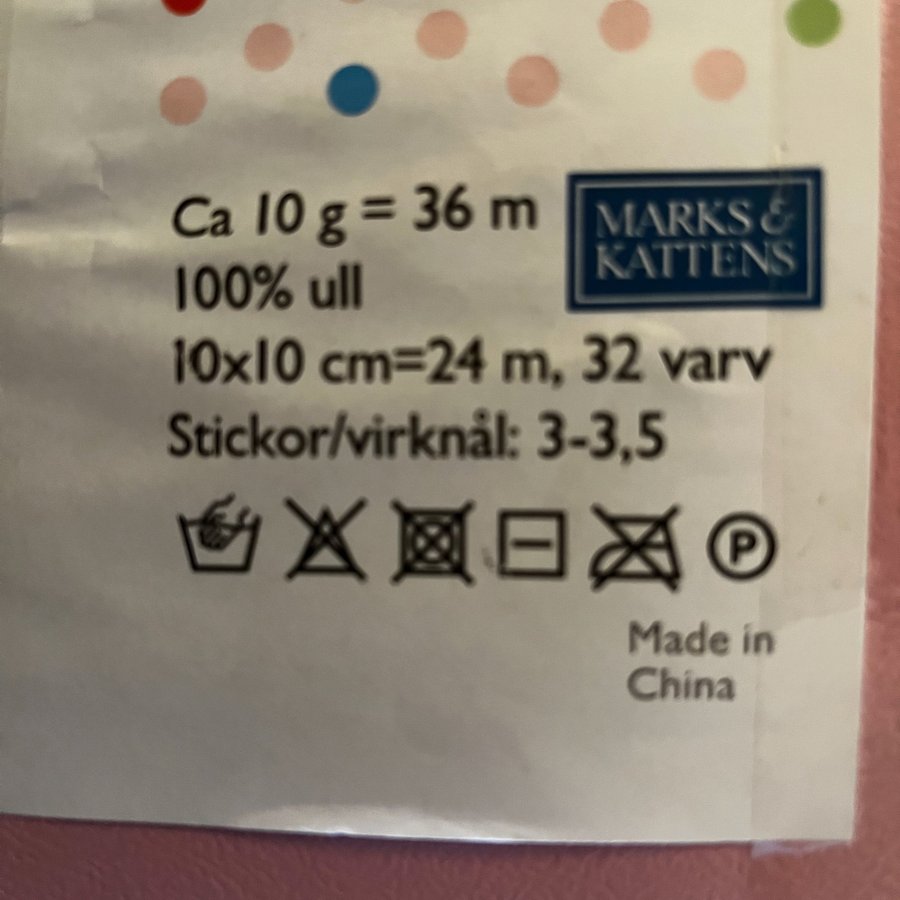 Ca 10 g = 36 m
MARKS &
KATTENS
100% ull
10x10 cm=24 m, 32 varv
Stickor/virknål: 3-3,5
P
Made in
China